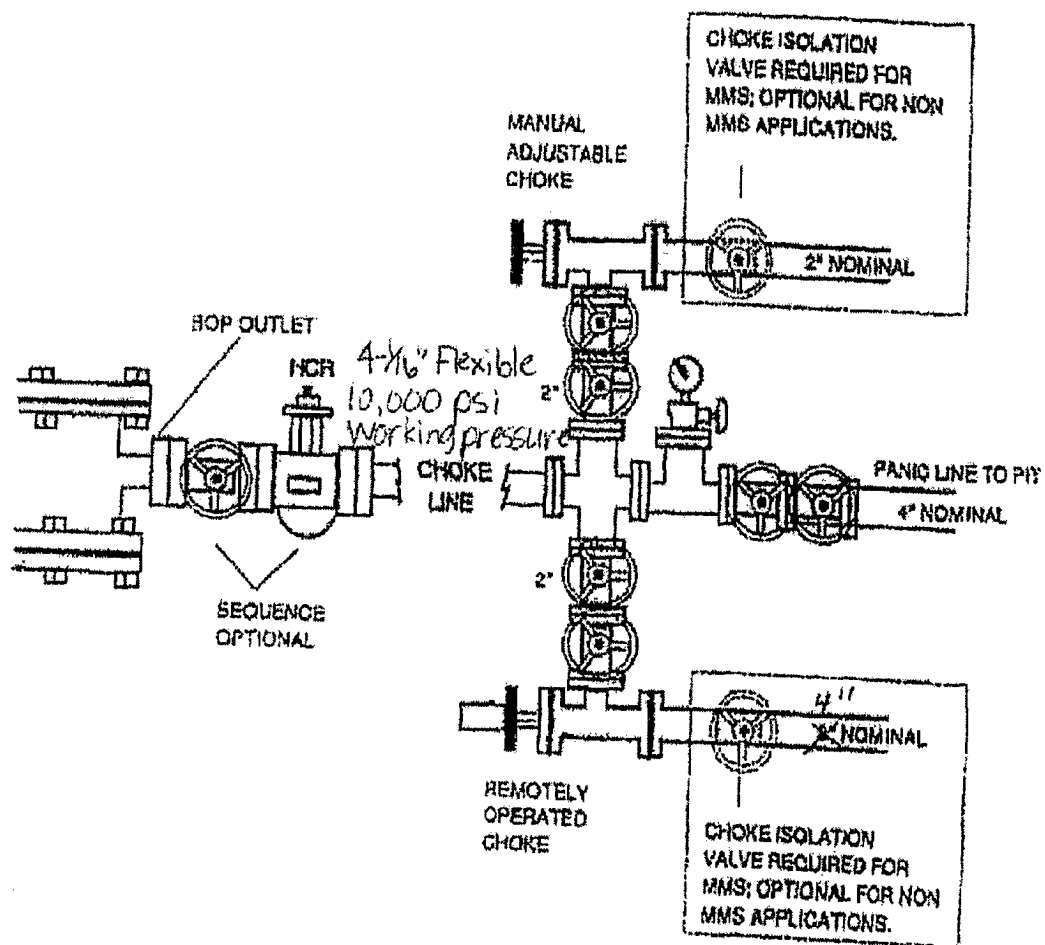 CHOKE ISOLATION
VALVE REQUIRED FOR
MMS; OPTIONAL FOR NON
MMS APPLICATIONS.
MANUAL
ADJUSTABLE
CHOKE
2" NOMINAL
BOP OUTLET
HCR
4-1/16" Flexible
10,000 psi
Working pressure
CHOKE
LINE
2"
PANIC LINE TO PIT
4" NOMINAL
2"
SEQUENCE
OPTIONAL
4"
NOMINAL
REMOTELY
OPERATED
CHOKE
CHOKE ISOLATION
VALVE REQUIRED FOR
MMS; OPTIONAL FOR NON
MMS APPLICATIONS.